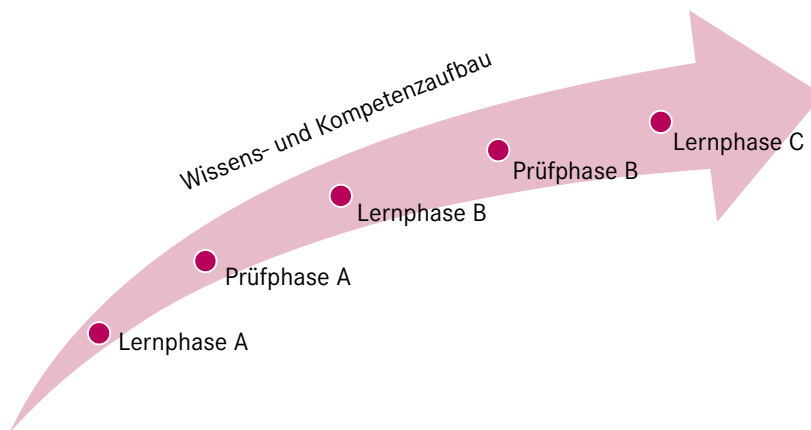 Wissens- und Kompetenzaufbau
Lernphase C
Prüfphase B
Lernphase B
Prüfphase A
Lernphase A